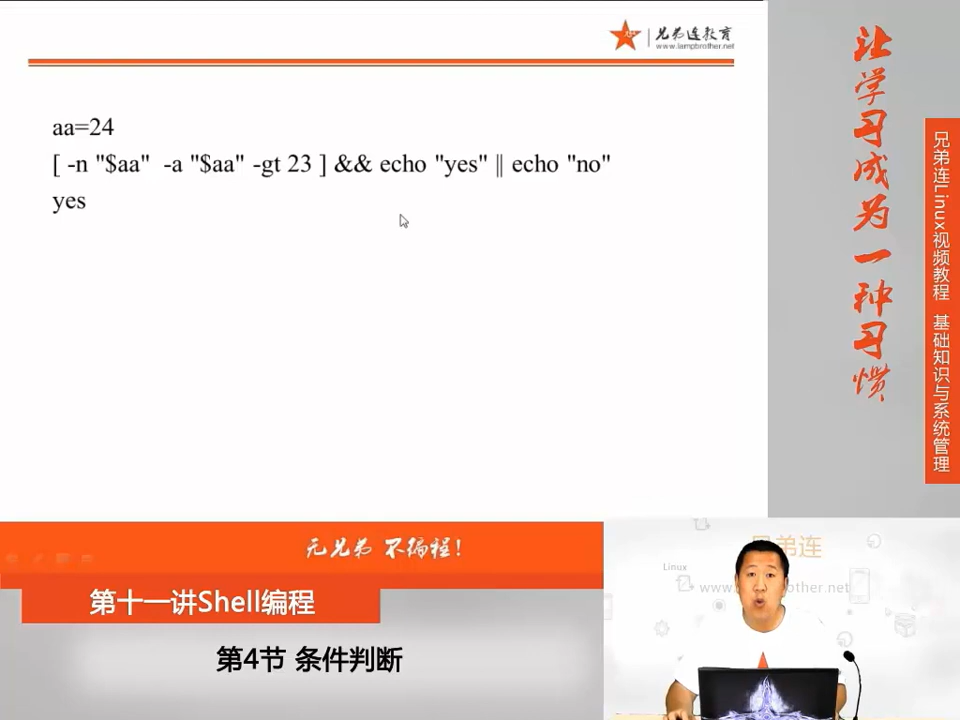 兄弟连教育
www.lampbrother.net
aa=24
[ -n "$aa"  -a "$aa" -gt 23 ] && echo "yes" || echo "no"
yes
让学习成为一种习惯
兄弟连Linux视频教程 基础知识与系统管理
无兄弟 不编程!
第十一讲Shell编程
第4节 条件判断
兄弟连
Linux